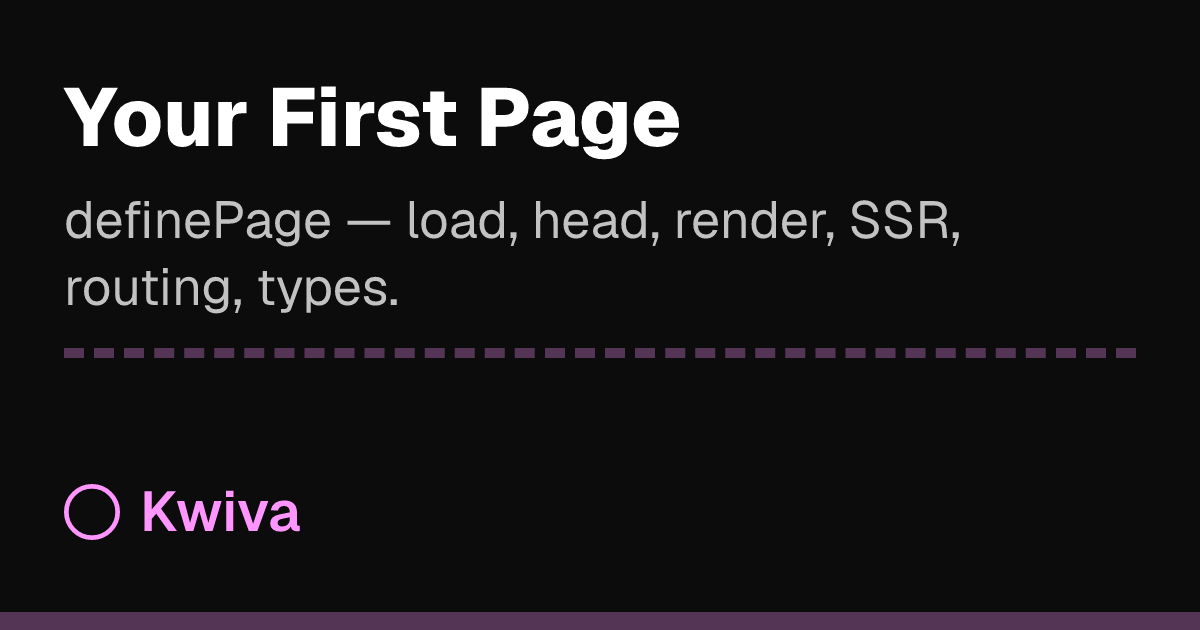 Your First Page
definePage — load, head, render, SSR,
routing, types.
Kwiva